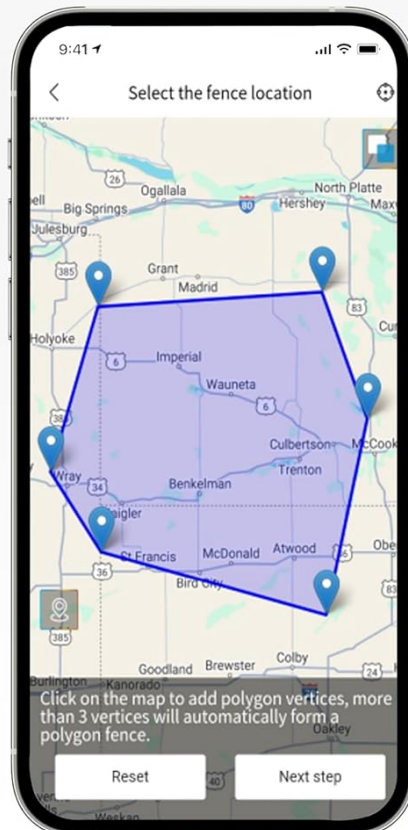 9:41
Select the fence location
26
Ogallala
North Platte
80
Hershey
Big Springs
Julesburg
385
Grant
Madrid
83
Holyoke
6
Imperial
Wauneta
6
Culbertson
McCook
Trenton
Wray
34
Benkelman
St Francis
McDonald
Atwood
36
Bird City
385
Goodland
Brewster
Colby
24
Burlington
Kanorado
Click on the map to add polygon vertices, more
than 3 vertices will automatically form a
polygon fence.
Oakley
Reset
Next step
40
Weskan